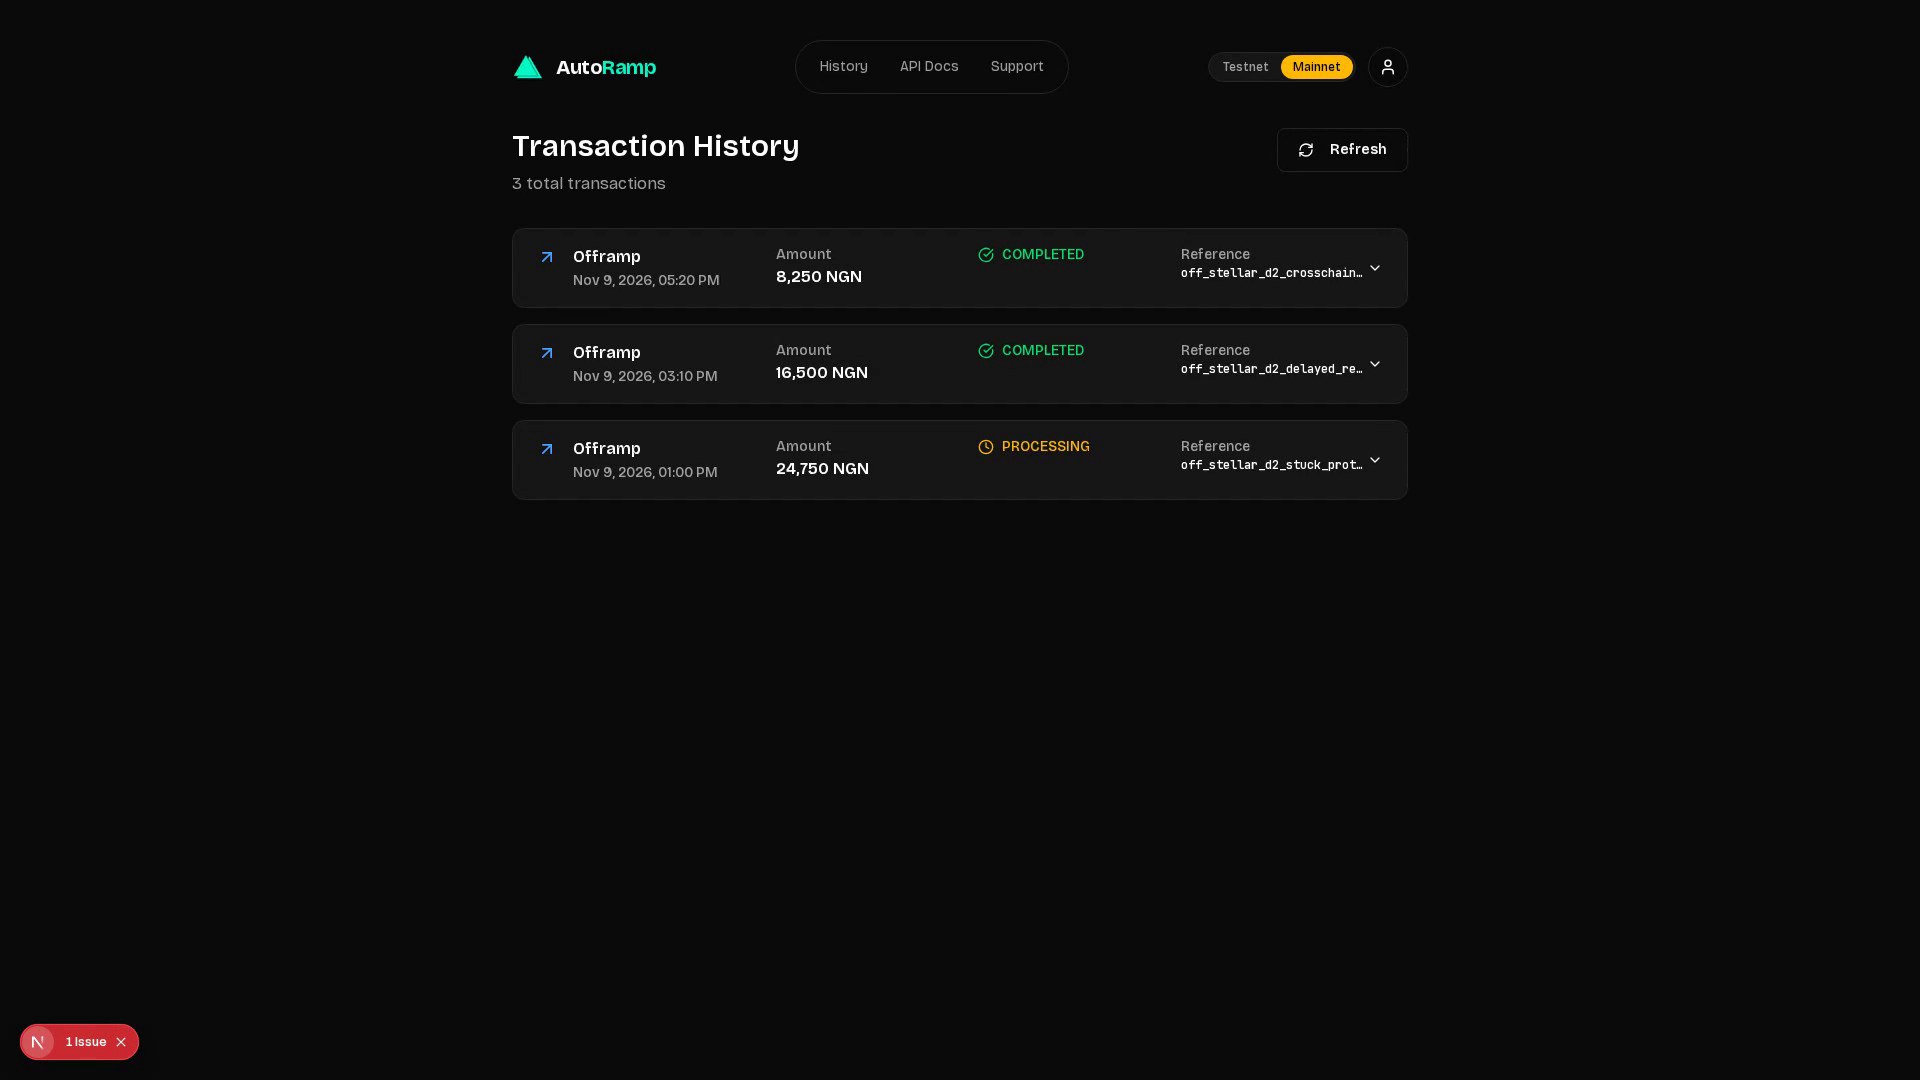 AutoRamp
History API Docs Support
Testnet Mainnet
Transaction History
Refresh
3 total transactions
Offramp
Nov 9, 2026, 05:20 PM
Amount
8,250 NGN
COMPLETED
Reference
off_stellar_d2_crosschain…
Offramp
Nov 9, 2026, 03:10 PM
Amount
16,500 NGN
COMPLETED
Reference
off_stellar_d2_delayed_re…
Offramp
Nov 9, 2026, 01:00 PM
Amount
24,750 NGN
PROCESSING
Reference
off_stellar_d2_stuck_prot…
N 1 Issue